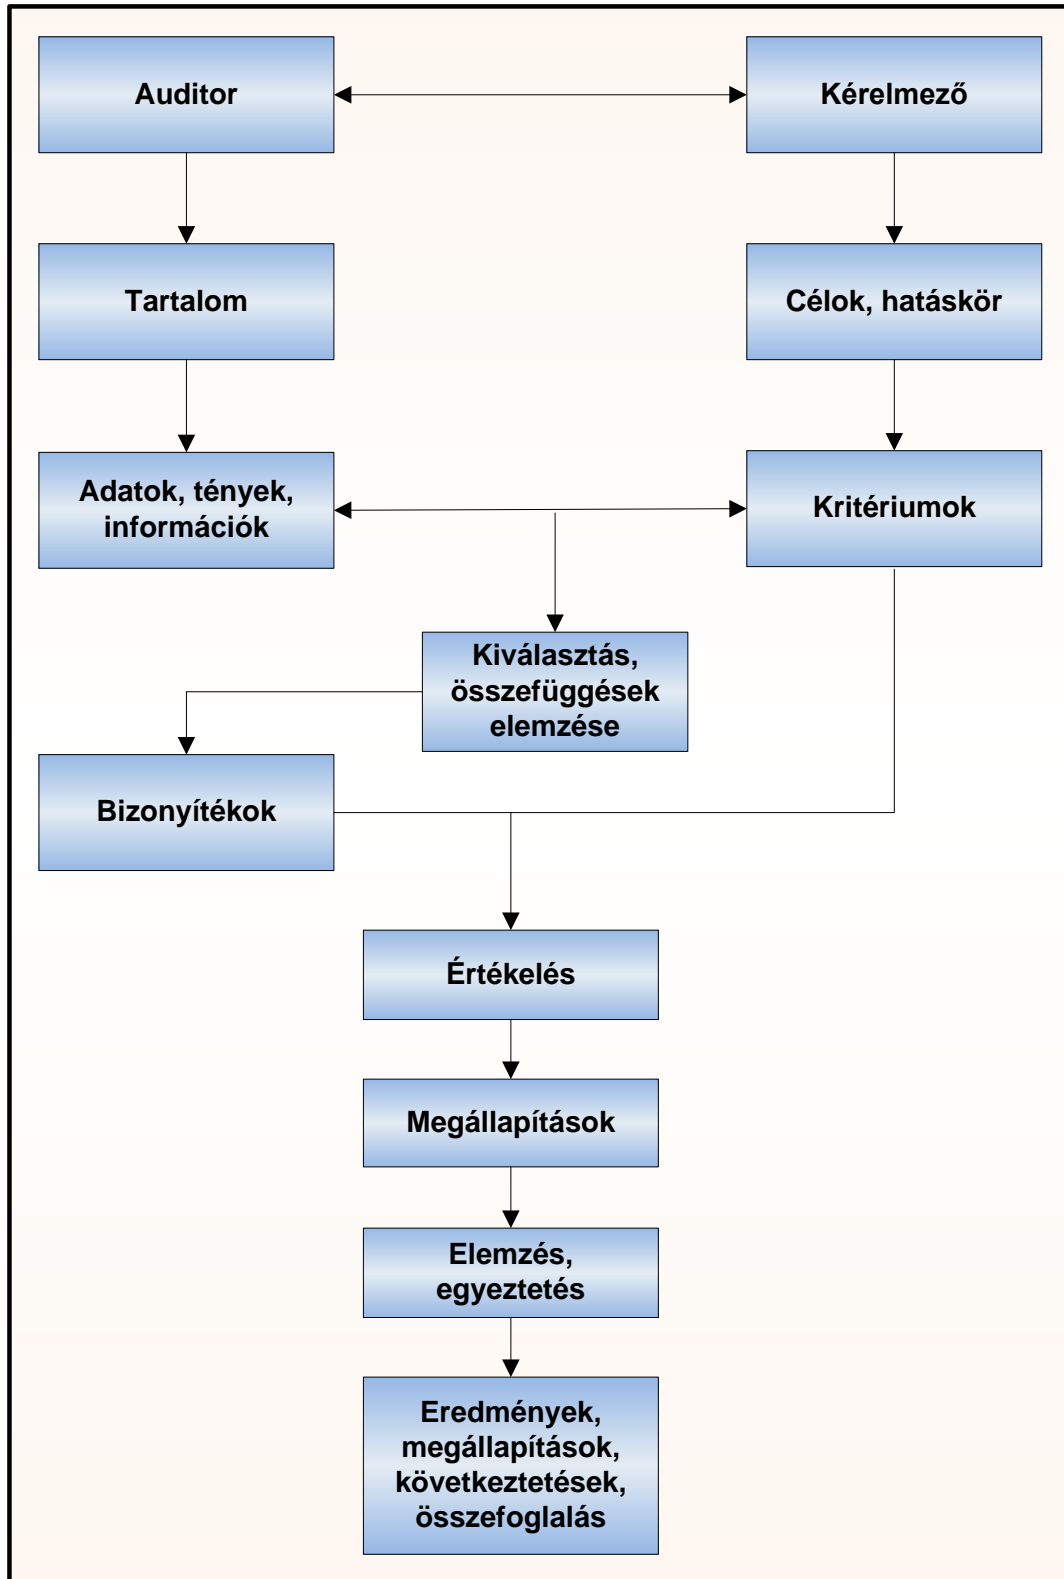 Auditor
Kérelmező
Tartalom
Célok, hatáskör
Adatok, tények,
információk
Kritériumok
Kiválasztás,
összefüggések
elemzése
Bizonyítékok
Értékelés
Megállapítások
Elemzés,
egyeztetés
Eredmények,
megállapítások,
következtetések,
összefoglalás